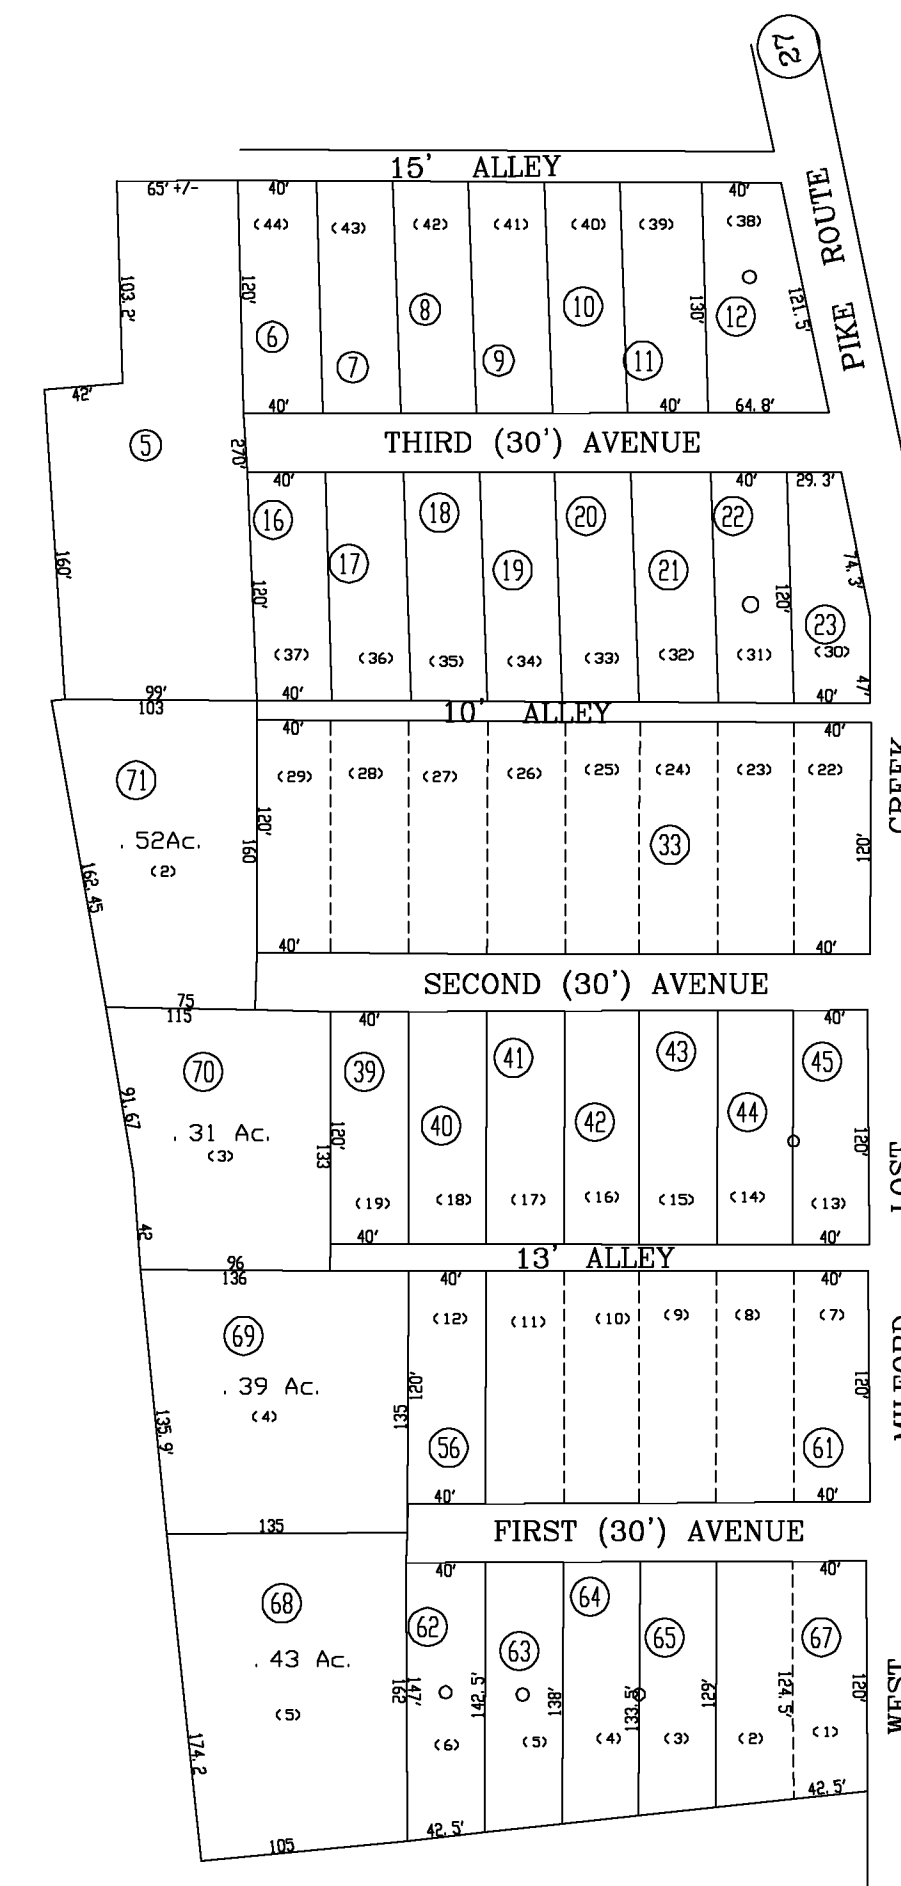 27
PIKE ROUTE
15' ALLEY
65' +/- 40' 40'
(44) (43) (42) (41) (40) (39) (38)
103.2' 120' 130' 121.5'
6 7 8 9 10 11 12
42' 40' 40' 64.8'
5 270'
THIRD (30') AVENUE
40' 40' 29.3'
16 17 18 19 20 21 22 23
160' 120' 120' 74.3'
(37) (36) (35) (34) (33) (32) (31) (30)
99' 40' 40' 47'
103
10' ALLEY
40' 40'
71 (29) (28) (27) (26) (25) (24) (23) (22)
.52Ac.
(2)
162.45 160 120' 33 120'
40' 40'
CREEK
SECOND (30') AVENUE
75
115 40' 40'
70 39 40 41 42 43 44 45
.31 Ac.
(3)
91.67 133 120' 120'
42 (19) (18) (17) (16) (15) (14) (13)
40' 40'
LOST
96
136
13' ALLEY
40' 40'
(12) (11) (10) (9) (8) (7)
69
.39 Ac.
(4)
135.9' 135 120' 120'
56 61
40' 40'
135
FIRST (30') AVENUE
40' 40'
68 62 63 64 65 67
.43 Ac.
(5)
174.2 162 147' 142.5' 138' 133.5' 129' 124.5' 120'
(6) (5) (4) (3) (2) (1)
WEST
105 42.5' 42.5'